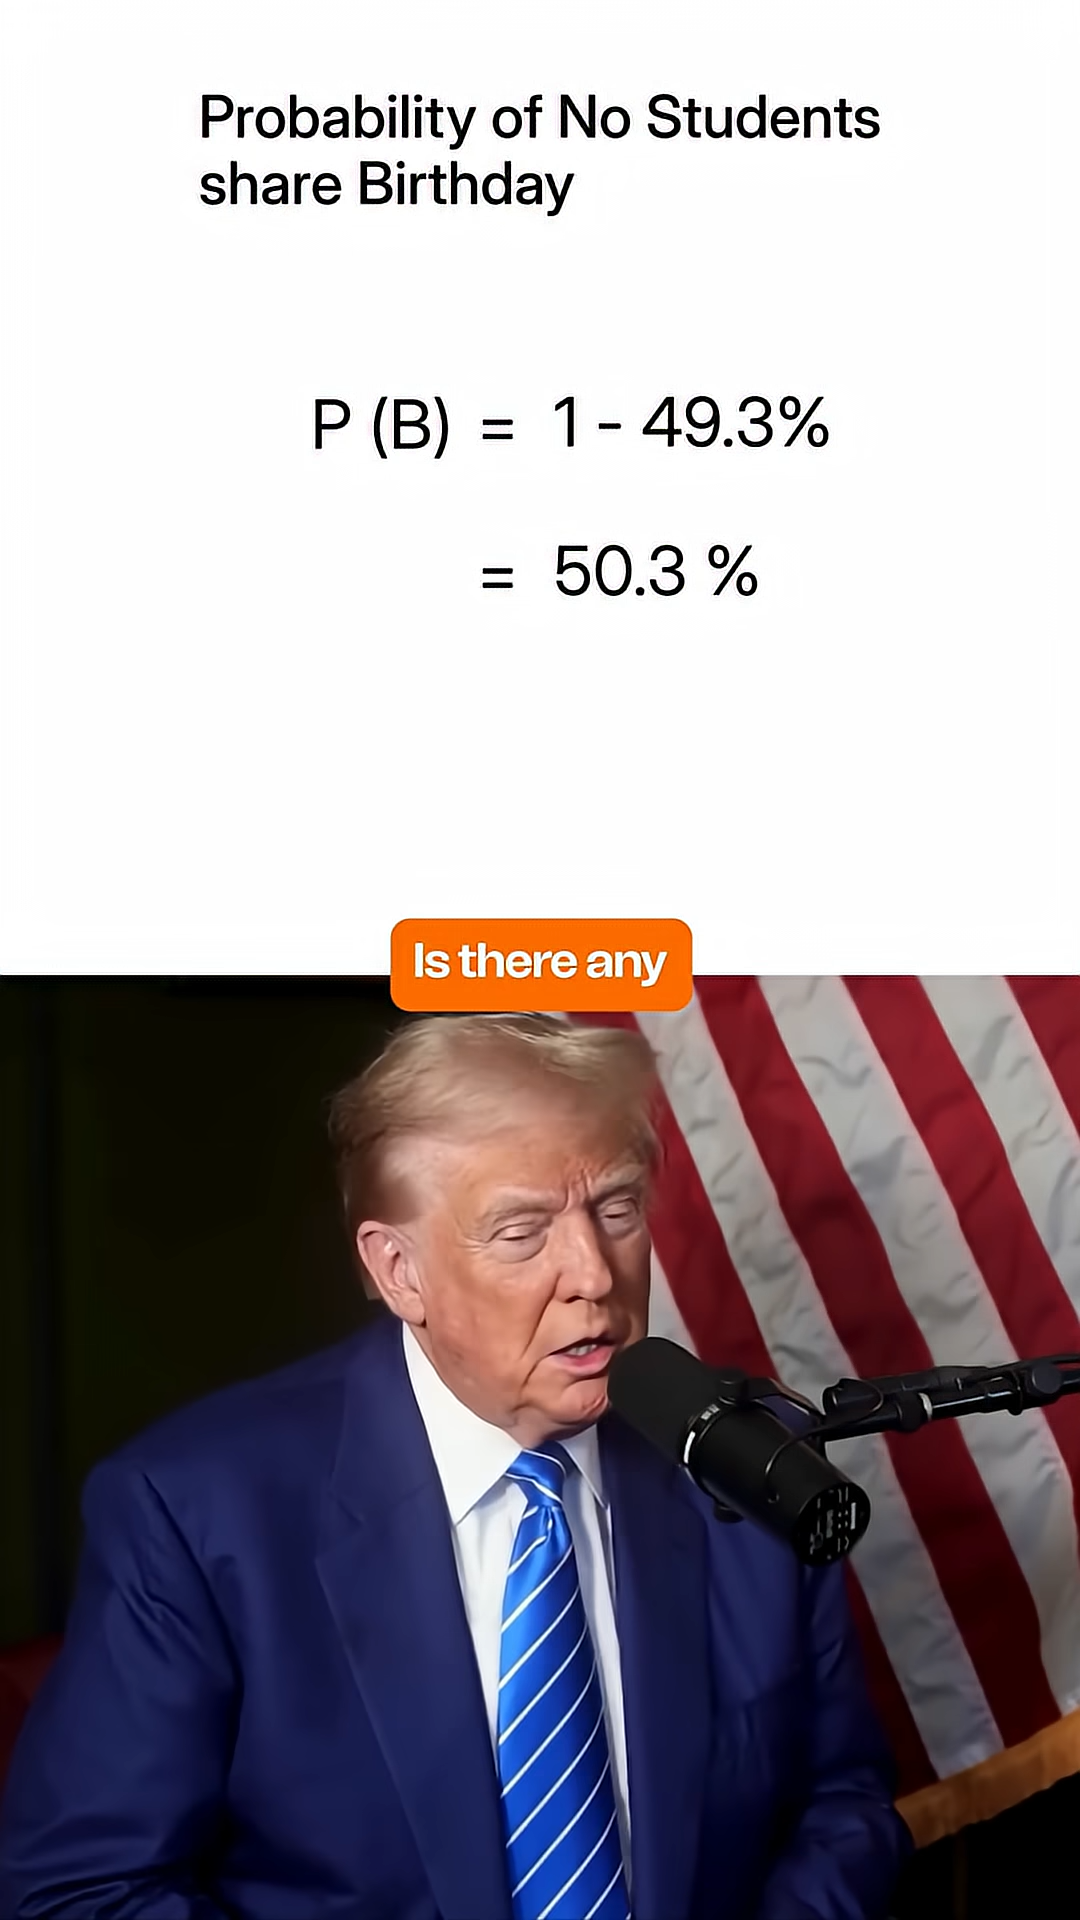 Probability of No Students
share Birthday
P (B) = 1 - 49.3%
= 50.3 %
Is there any